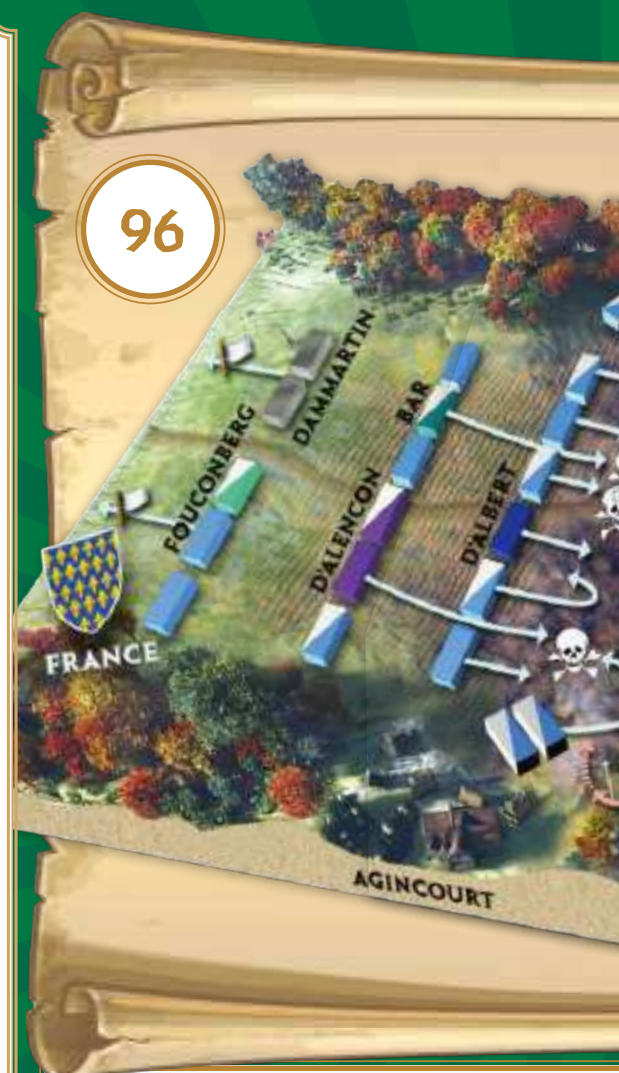 96
DAMMARTIN
FOUCONBERG
BAR
D'ALENCON
D'ALBERT
FRANCE
AGINCOURT